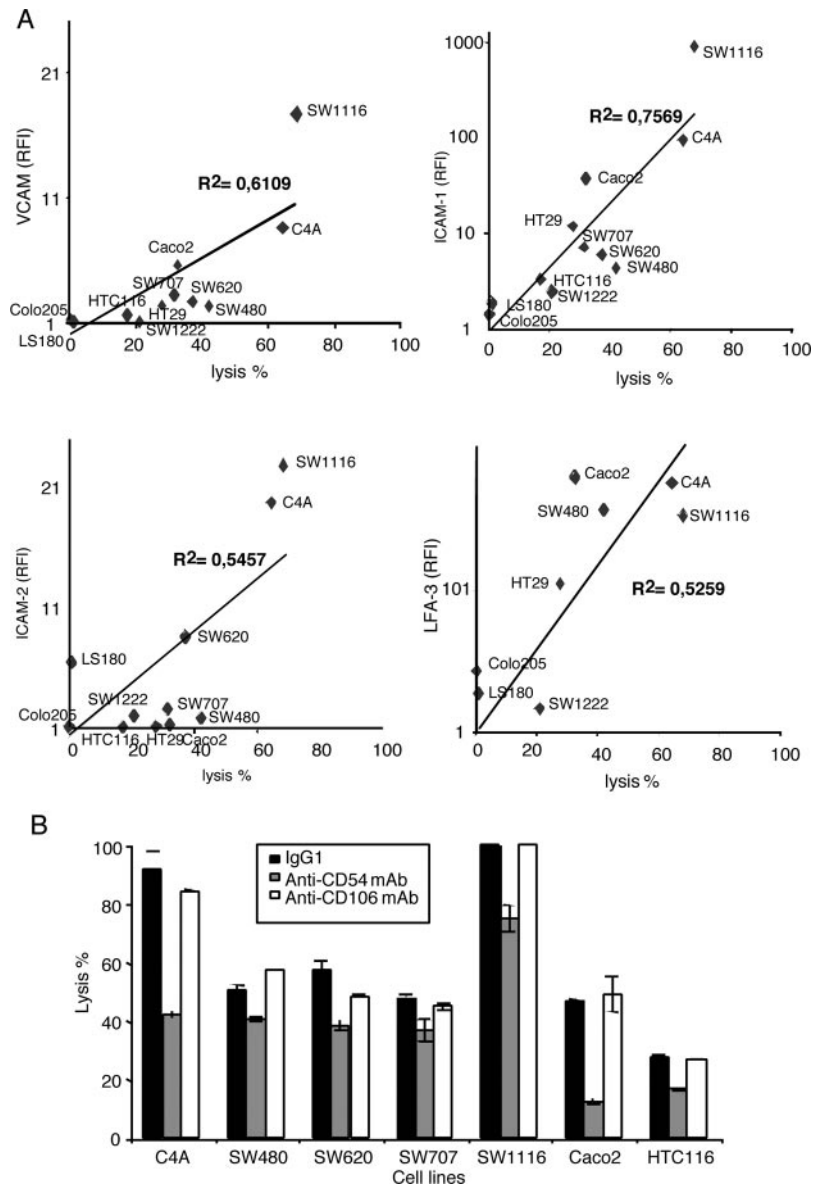 A
VCAM (RFI)
21
11
1
R2= 0,6109
SW1116
C4A
Caco2
SW707
SW620
HTC116
HT29
SW480
SW1222
Colo205
LS180
0 20 40 60 80 100
lysis %
ICAM-1 (RFI)
1000
100
10
1
R2= 0,7569
SW1116
C4A
Caco2
HT29
SW707
SW620
SW480
HTC116
SW1222
LS180
Colo205
0 20 40 60 80 100
lysis %
ICAM-2 (RFI)
21
11
1
SW1116
C4A
R2= 0,5457
SW620
LS180
SW1222
SW707
SW480
Colo205
HTC116
HT29
Caco2
0 20 40 60 80 100
lysis %
LFA-3 (RFI)
101
1
Caco2
C4A
SW480
SW1116
HT29
R2= 0,5259
Colo205
LS180
SW1222
0 20 40 60 80 100
lysis %
B
Lysis %
100
80
60
40
20
0
IgG1
Anti-CD54 mAb
Anti-CD106 mAb
C4A SW480 SW620 SW707 SW1116 Caco2 HTC116
Cell lines